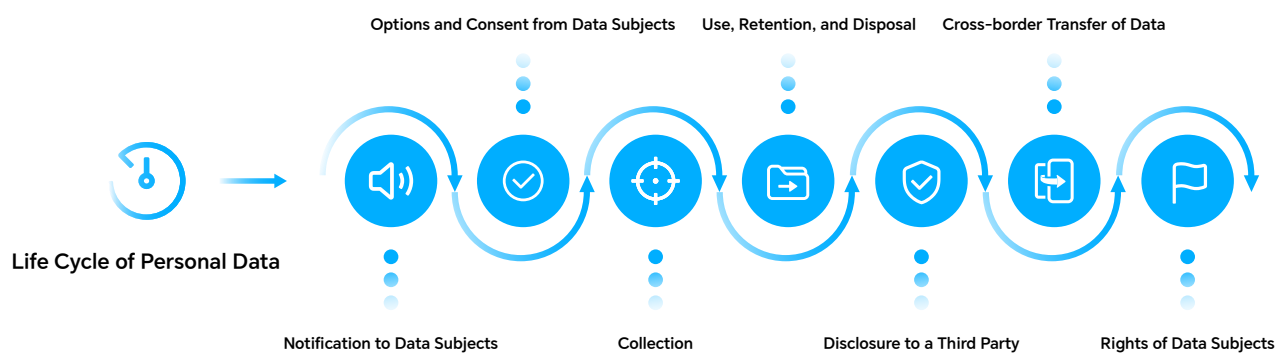 Options and Consent from Data Subjects
Use, Retention, and Disposal
Cross-border Transfer of Data
Life Cycle of Personal Data
Notification to Data Subjects
Collection
Disclosure to a Third Party
Rights of Data Subjects